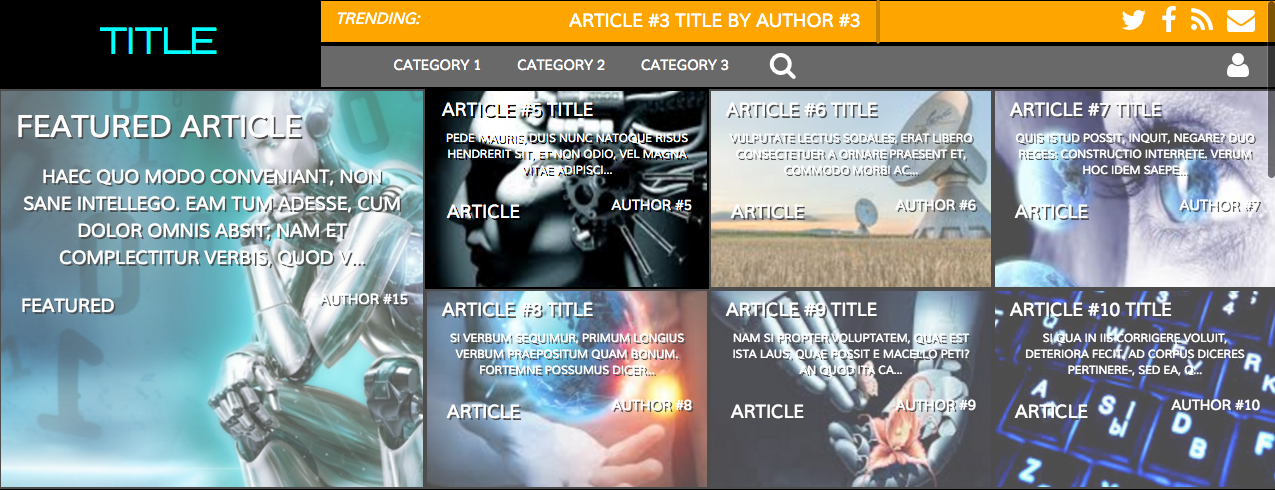 TITLE
TRENDING:
ARTICLE #3 TITLE BY AUTHOR #3
CATEGORY 1
CATEGORY 2
CATEGORY 3
FEATURED ARTICLE
HAEC QUO MODO CONVENIANT, NON
SANE INTELLEGO. EAM TUM ADESSE, CUM
DOLOR OMNIS ABSIT; NAM ET
COMPLECTITUR VERBIS, QUOD V...
FEATURED
AUTHOR #15
ARTICLE #5 TITLE
PEDE MAURIS, DUIS NUNC NATOQUE RISUS
HENDRERIT SIT, ET NON ODIO, VEL MAGNA
VITAE ADIPISCI...
ARTICLE
AUTHOR #5
ARTICLE #6 TITLE
VULPUTATE LECTUS SODALES, ERAT LIBERO
CONSECTETUER A ORNARE PRAESENT ET,
COMMODO MORBI AC...
ARTICLE
AUTHOR #6
ARTICLE #7 TITLE
QUIS ISTUD POSSIT, INQUIT, NEGARE? DUO
REGES: CONSTRUCTIO INTERRETE. VERUM
HOC IDEM SAEPE...
ARTICLE
AUTHOR #7
ARTICLE #8 TITLE
SI VERBUM SEQUIMUR, PRIMUM LONGIUS
VERBUM PRAEPOSITUM QUAM BONUM.
FORTEMNE POSSUMUS DICER...
ARTICLE
AUTHOR #8
ARTICLE #9 TITLE
NAM SI PROPTER VOLUPTATEM, QUAE EST
ISTA LAUS, QUAE POSSIT E MACELLO PETI?
AN QUOD ITA CA...
ARTICLE
AUTHOR #9
ARTICLE #10 TITLE
SI QUA IN IIS CORRIGERE VOLUIT,
DETERIORA FECIT. AD CORPUS DICERES
PERTINERE-, SED EA, Q...
ARTICLE
AUTHOR #10